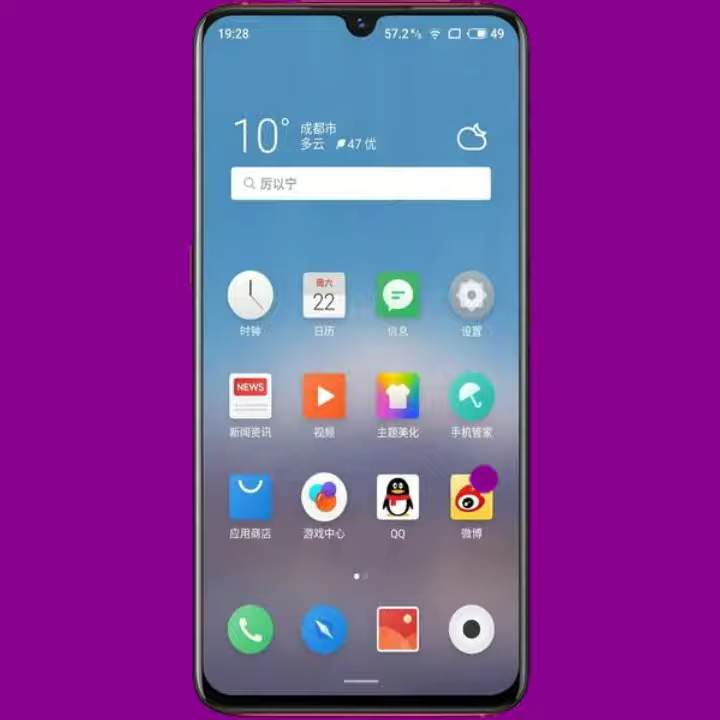 19:28 57.2 K/s 49
10° 成都市
多云 47 优
厉以宁
周六
22
时钟 日历 信息 设置
NEWS
新闻资讯 视频 主题美化 手机管家
应用商店 游戏中心 QQ 微博